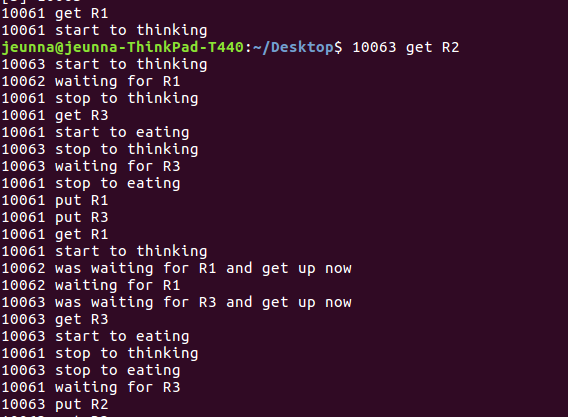 10061 get R1
10061 start to thinking
jeunna@jeunna-ThinkPad-T440:~/Desktop$ 10063 get R2
10063 start to thinking
10062 waiting for R1
10061 stop to thinking
10061 get R3
10061 start to eating
10063 stop to thinking
10063 waiting for R3
10061 stop to eating
10061 put R1
10061 put R3
10061 get R1
10061 start to thinking
10062 was waiting for R1 and get up now
10062 waiting for R1
10063 was waiting for R3 and get up now
10063 get R3
10063 start to eating
10061 stop to thinking
10063 stop to eating
10061 waiting for R3
10063 put R2